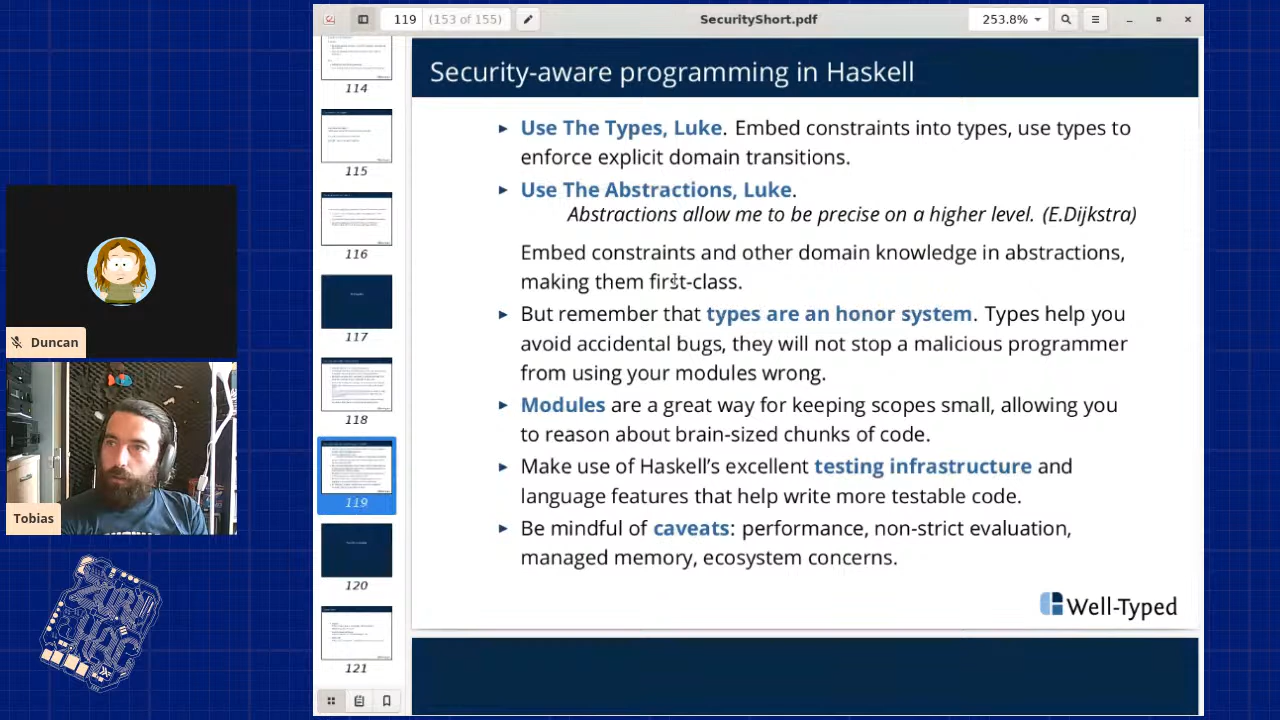 119
(153 of 155)
SecurityShort.pdf
253.8%
114
115
116
117
118
119
120
121
Duncan
Tobias
Security-aware programming in Haskell
Use The Types, Luke. Embed constraints into types, use types to
enforce explicit domain transitions.
Use The Abstractions, Luke.
Abstractions allow me to be precise on a higher level. (Dijkstra)
Embed constraints and other domain knowledge in abstractions,
making them first-class.
But remember that types are an honor system. Types help you
avoid accidental bugs, they will not stop a malicious programmer
from using your modules wrong.
Modules are a great way for keeping scopes small, allowing you
to reason about brain-sized chunks of code.
Make use of Haskell's excellent testing infrastructure and
language features that help write more testable code.
Be mindful of caveats: performance, non-strict evaluation,
managed memory, ecosystem concerns.
Well-Typed